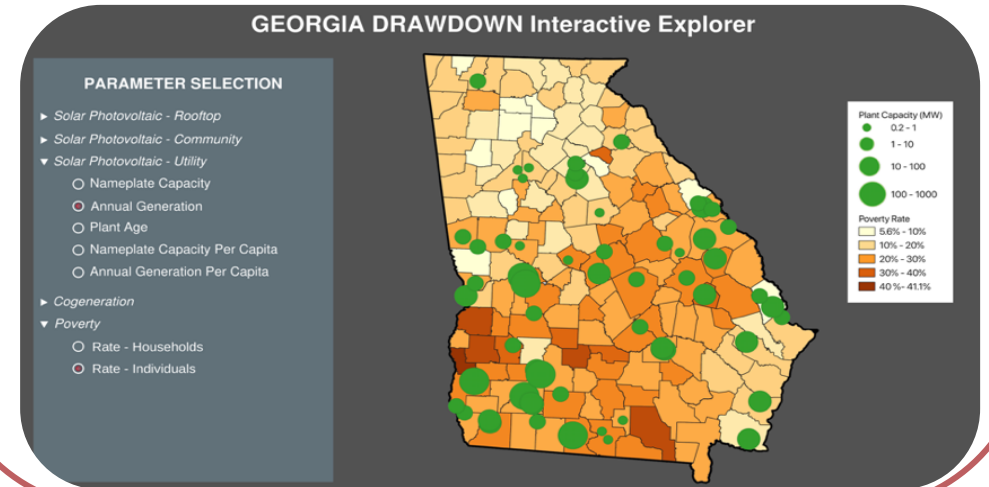 GEORGIA DRAWDOWN Interactive Explorer
PARAMETER SELECTION
Solar Photovoltaic - Rooftop
Solar Photovoltaic - Community
Solar Photovoltaic - Utility
Nameplate Capacity
Annual Generation
Plant Age
Nameplate Capacity Per Capita
Annual Generation Per Capita
Cogeneration
Poverty
Rate - Households
Rate - Individuals
Plant Capacity (MW)
0.2 - 1
1 - 10
10 - 100
100 - 1000
Poverty Rate
5.6% - 10%
10% - 20%
20% - 30%
30% - 40%
40 %- 41.1%